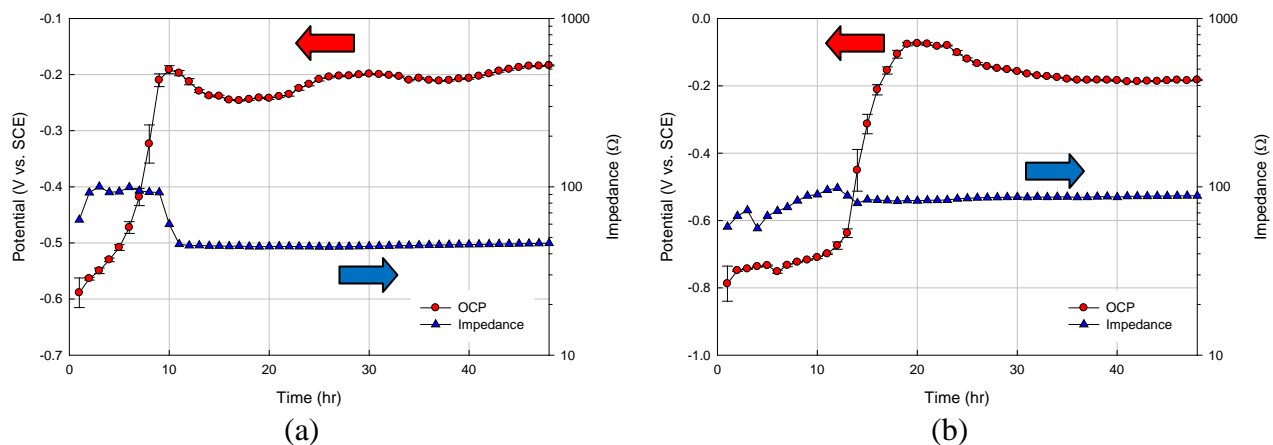 -0.1
-0.2
-0.3
-0.4
-0.5
-0.6
-0.7
Potential (V vs. SCE)
1000
100
10
Impedance (Ω)
OCP
Impedance
0 10 20 30 40
Time (hr)
(a)
0.0
-0.2
-0.4
-0.6
-0.8
-1.0
Potential (V vs. SCE)
1000
100
10
Impedance (Ω)
OCP
Impedance
0 10 20 30 40
Time (hr)
(b)